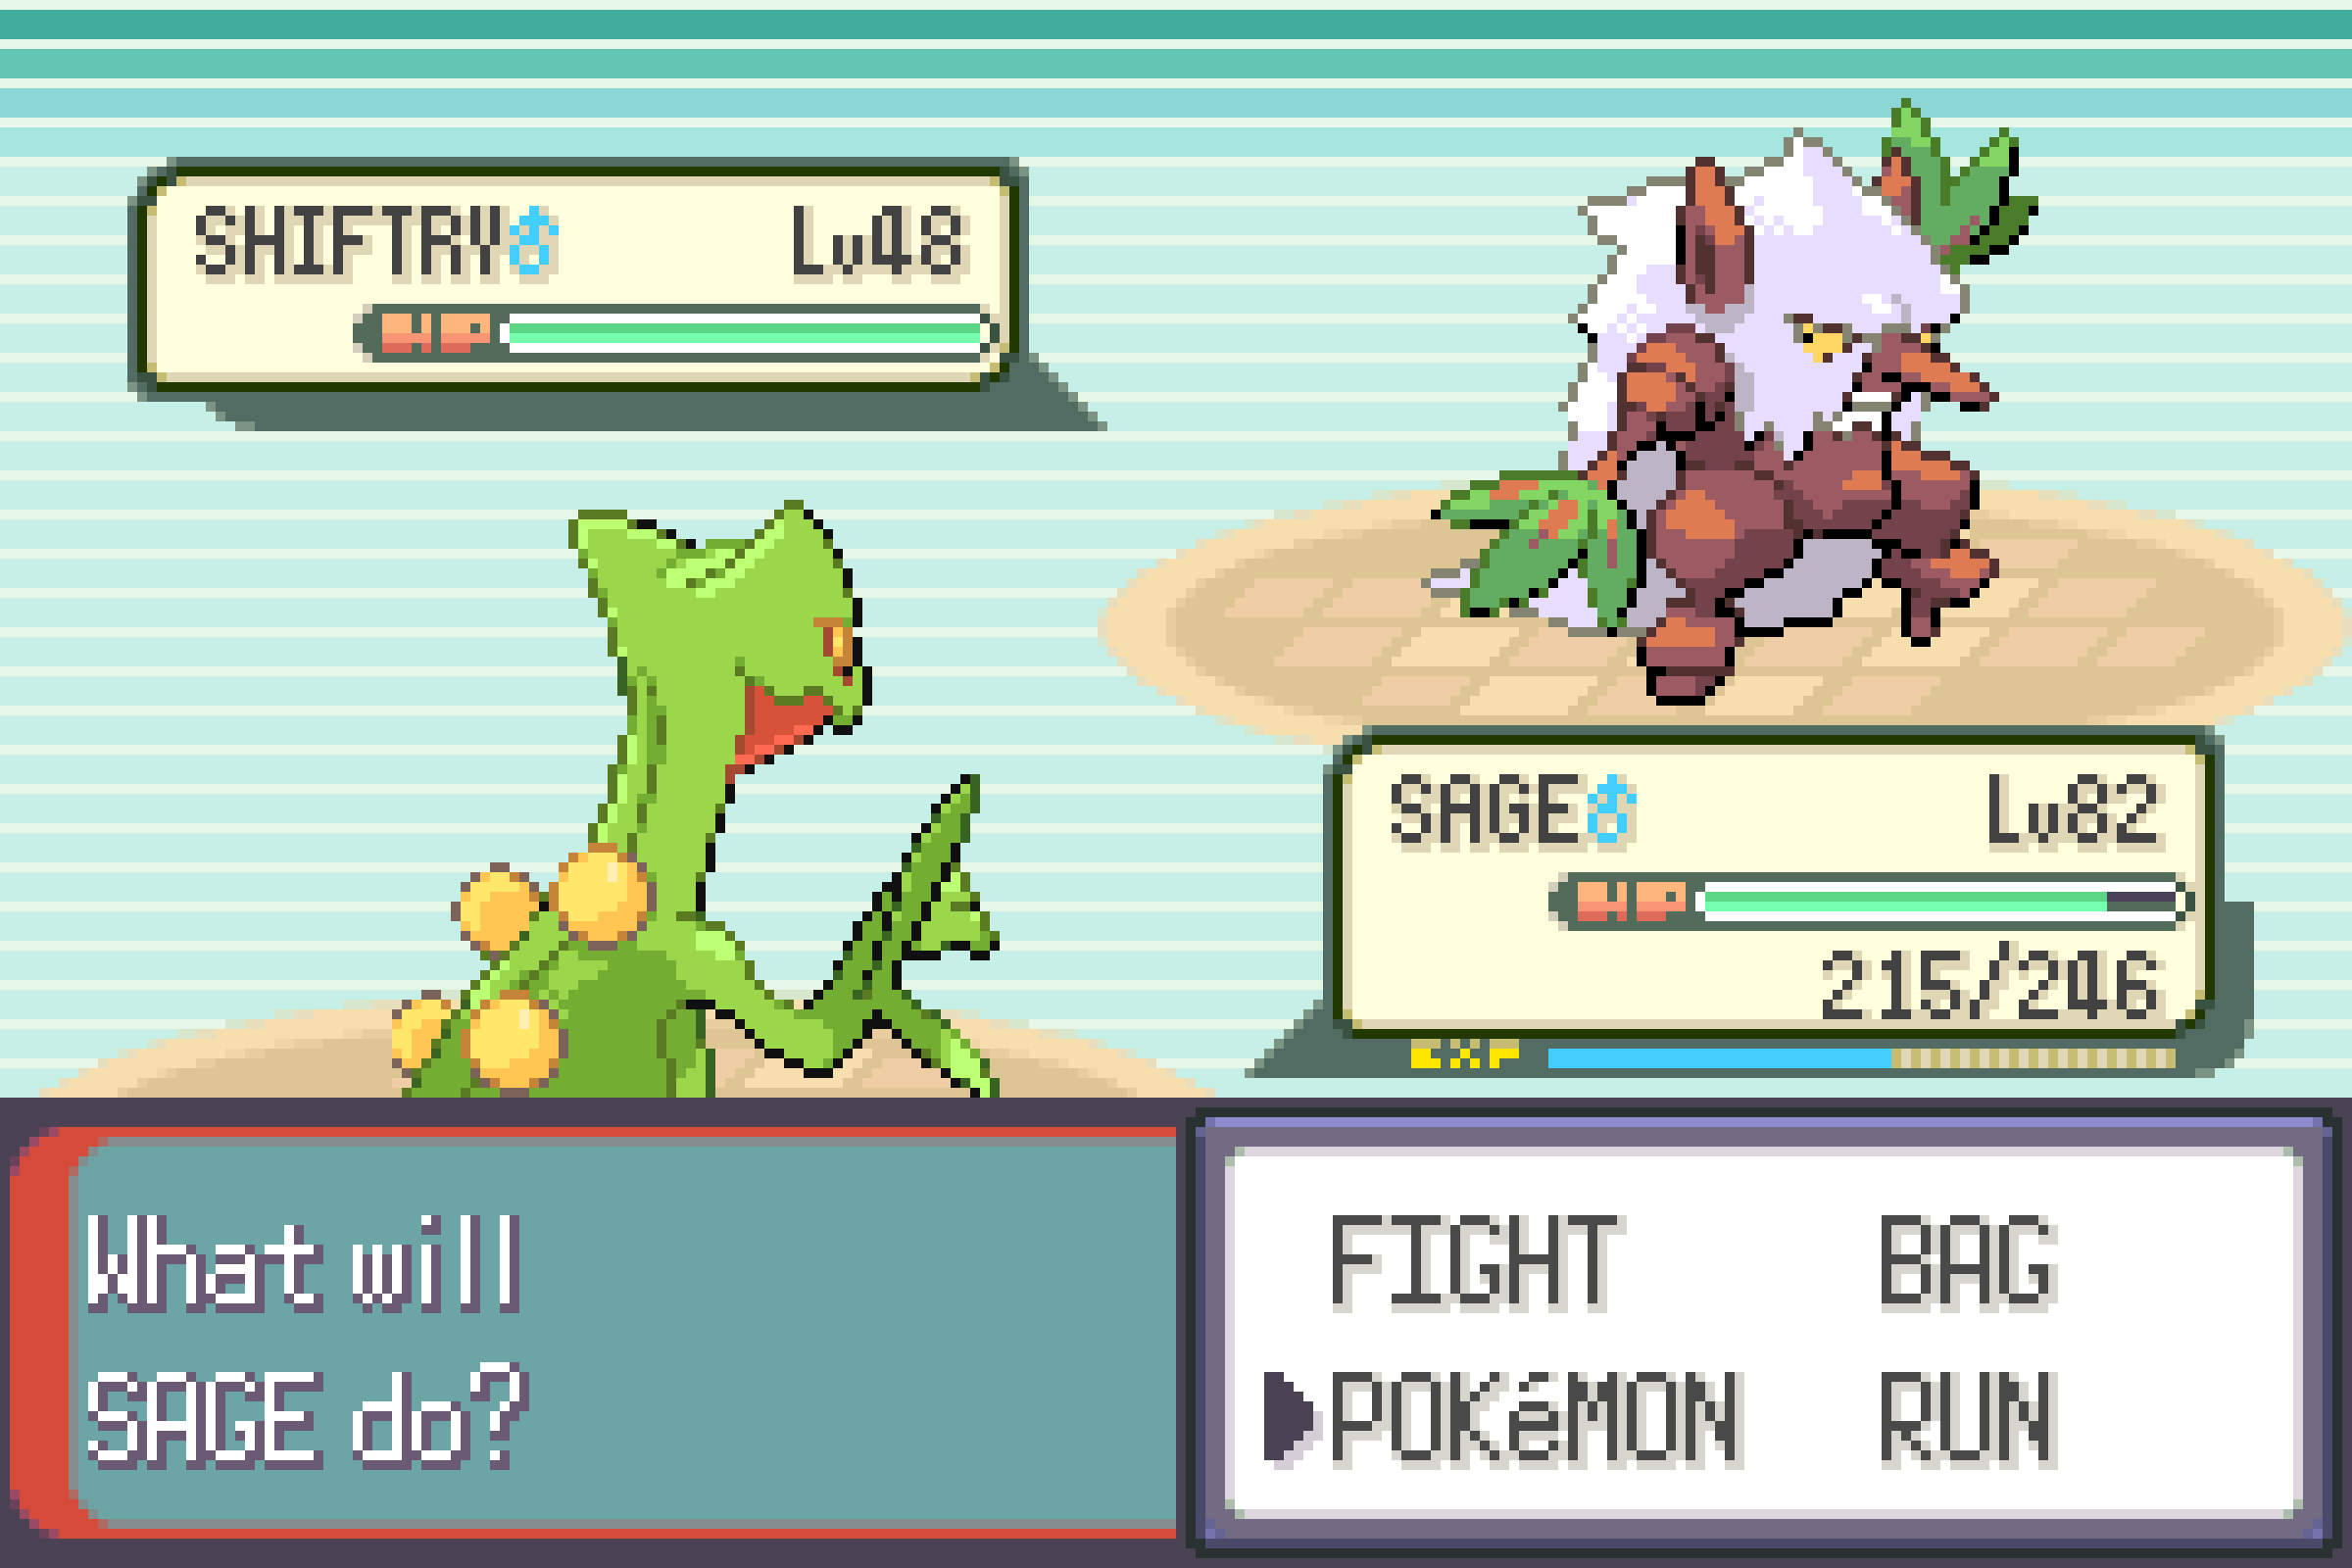 SHIFTRY♂ Lv48
HP
SAGE♂ Lv82
HP
215/246
EXP
What will
SAGE do?
FIGHT BAG
POKéMON RUN